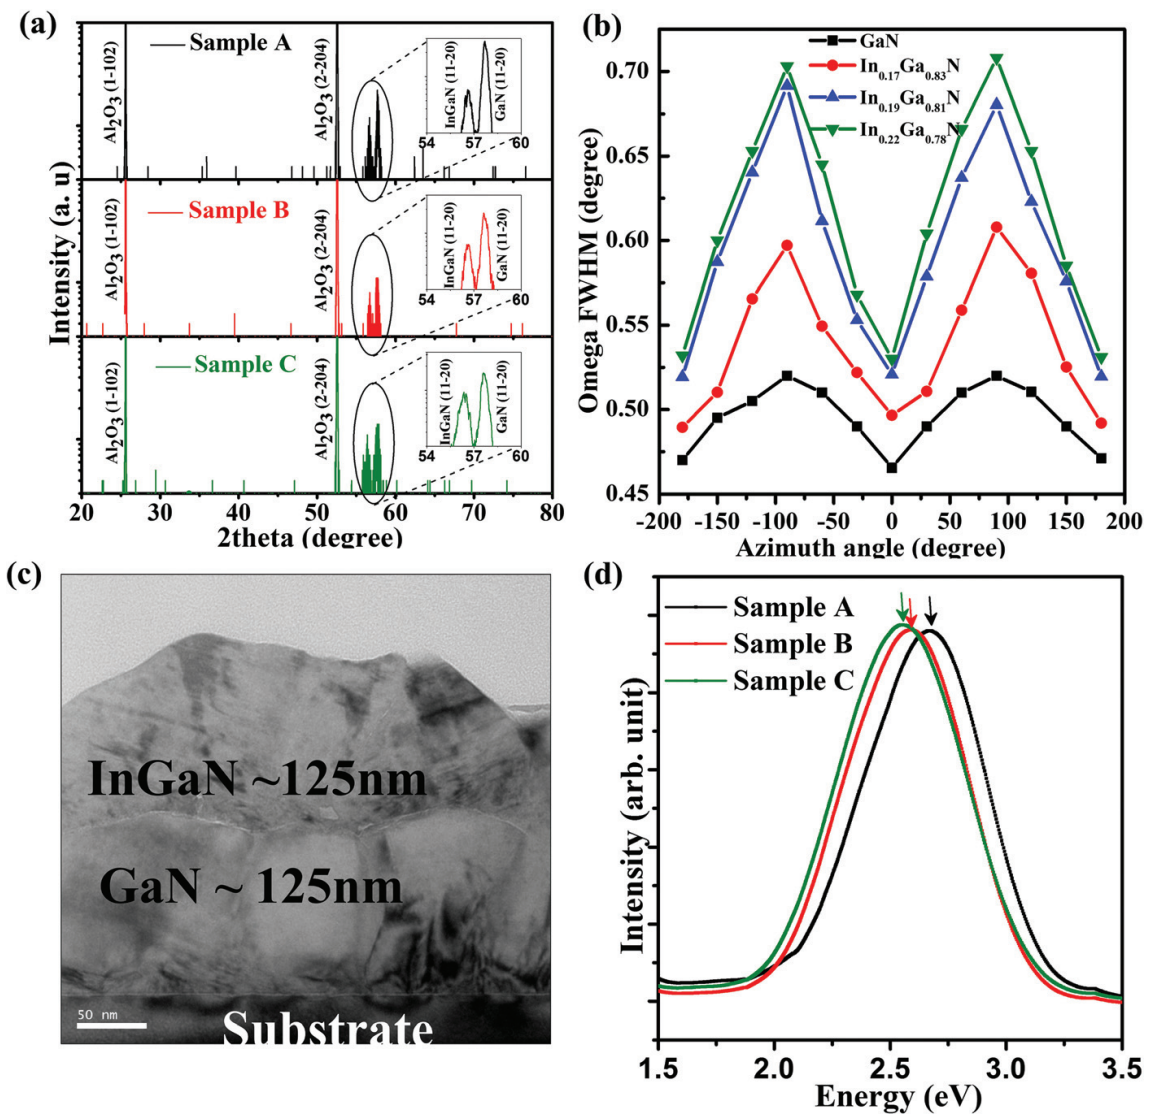 (a)
Intensity (a. u)
Al2O3 (1-102)
Sample A
Al2O3 (2-204)
InGaN (11-20)
GaN (11-20)
54 57 60
Al2O3 (1-102)
Sample B
Al2O3 (2-204)
InGaN (11-20)
GaN (11-20)
54 57 60
Al2O3 (1-102)
Sample C
Al2O3 (2-204)
InGaN (11-20)
GaN (11-20)
54 57 60
20 30 40 50 60 70 80
2theta (degree)
(b)
GaN
In0.17Ga0.83N
In0.19Ga0.81N
In0.22Ga0.78N
Omega FWHM (degree)
0.70
0.65
0.60
0.55
0.50
0.45
-200 -150 -100 -50 0 50 100 150 200
Azimuth angle (degree)
(c)
InGaN ~125nm
GaN ~ 125nm
50 nm
Substrate
(d)
Sample A
Sample B
Sample C
Intensity (arb. unit)
1.5 2.0 2.5 3.0 3.5
Energy (eV)